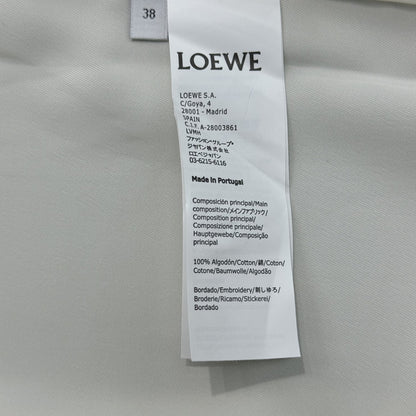 38
LOEWE
LOEWE S.A.
C/Goya, 4
28001 - Madrid
SPAIN
C.I.F. A-28003861
LVMH
ファッション・グループ・
ジャパン株式会社
ロエベジャパン
03-6215-6116
Made in Portugal
Composición principal/Main
composition/メインファブリック/
Composition principal/
Composizione principale/
Hauptgewebe/Composição
principal
100% Algodón/Cotton/綿/Coton/
Cotone/Baumwolle/Algodão
Bordado/Embroidery/刺しゅう/
Broderie/Ricamo/Stickerei/
Bordado